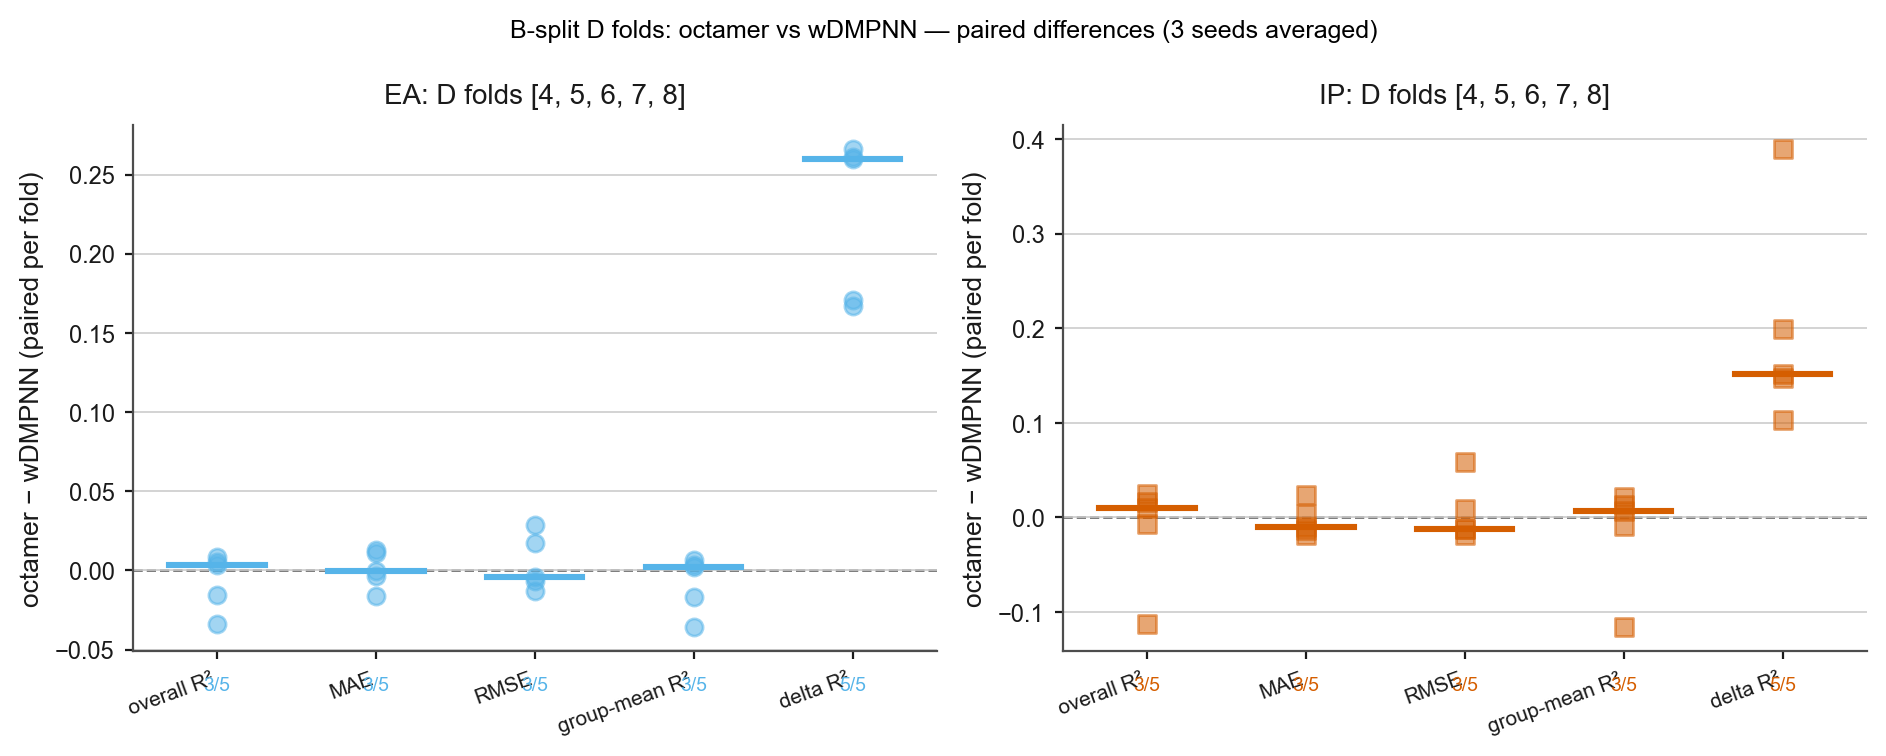 B-split D folds: octamer vs wDMPNN — paired differences (3 seeds averaged)
EA: D folds [4, 5, 6, 7, 8]
octamer − wDMPNN (paired per fold)
0.25
0.20
0.15
0.10
0.05
0.00
−0.05
overall R²
MAE
RMSE
group-mean R²
delta R²
3/5
3/5
3/5
3/5
5/5
IP: D folds [4, 5, 6, 7, 8]
octamer − wDMPNN (paired per fold)
0.4
0.3
0.2
0.1
0.0
−0.1
overall R²
MAE
RMSE
group-mean R²
delta R²
3/5
3/5
3/5
3/5
5/5